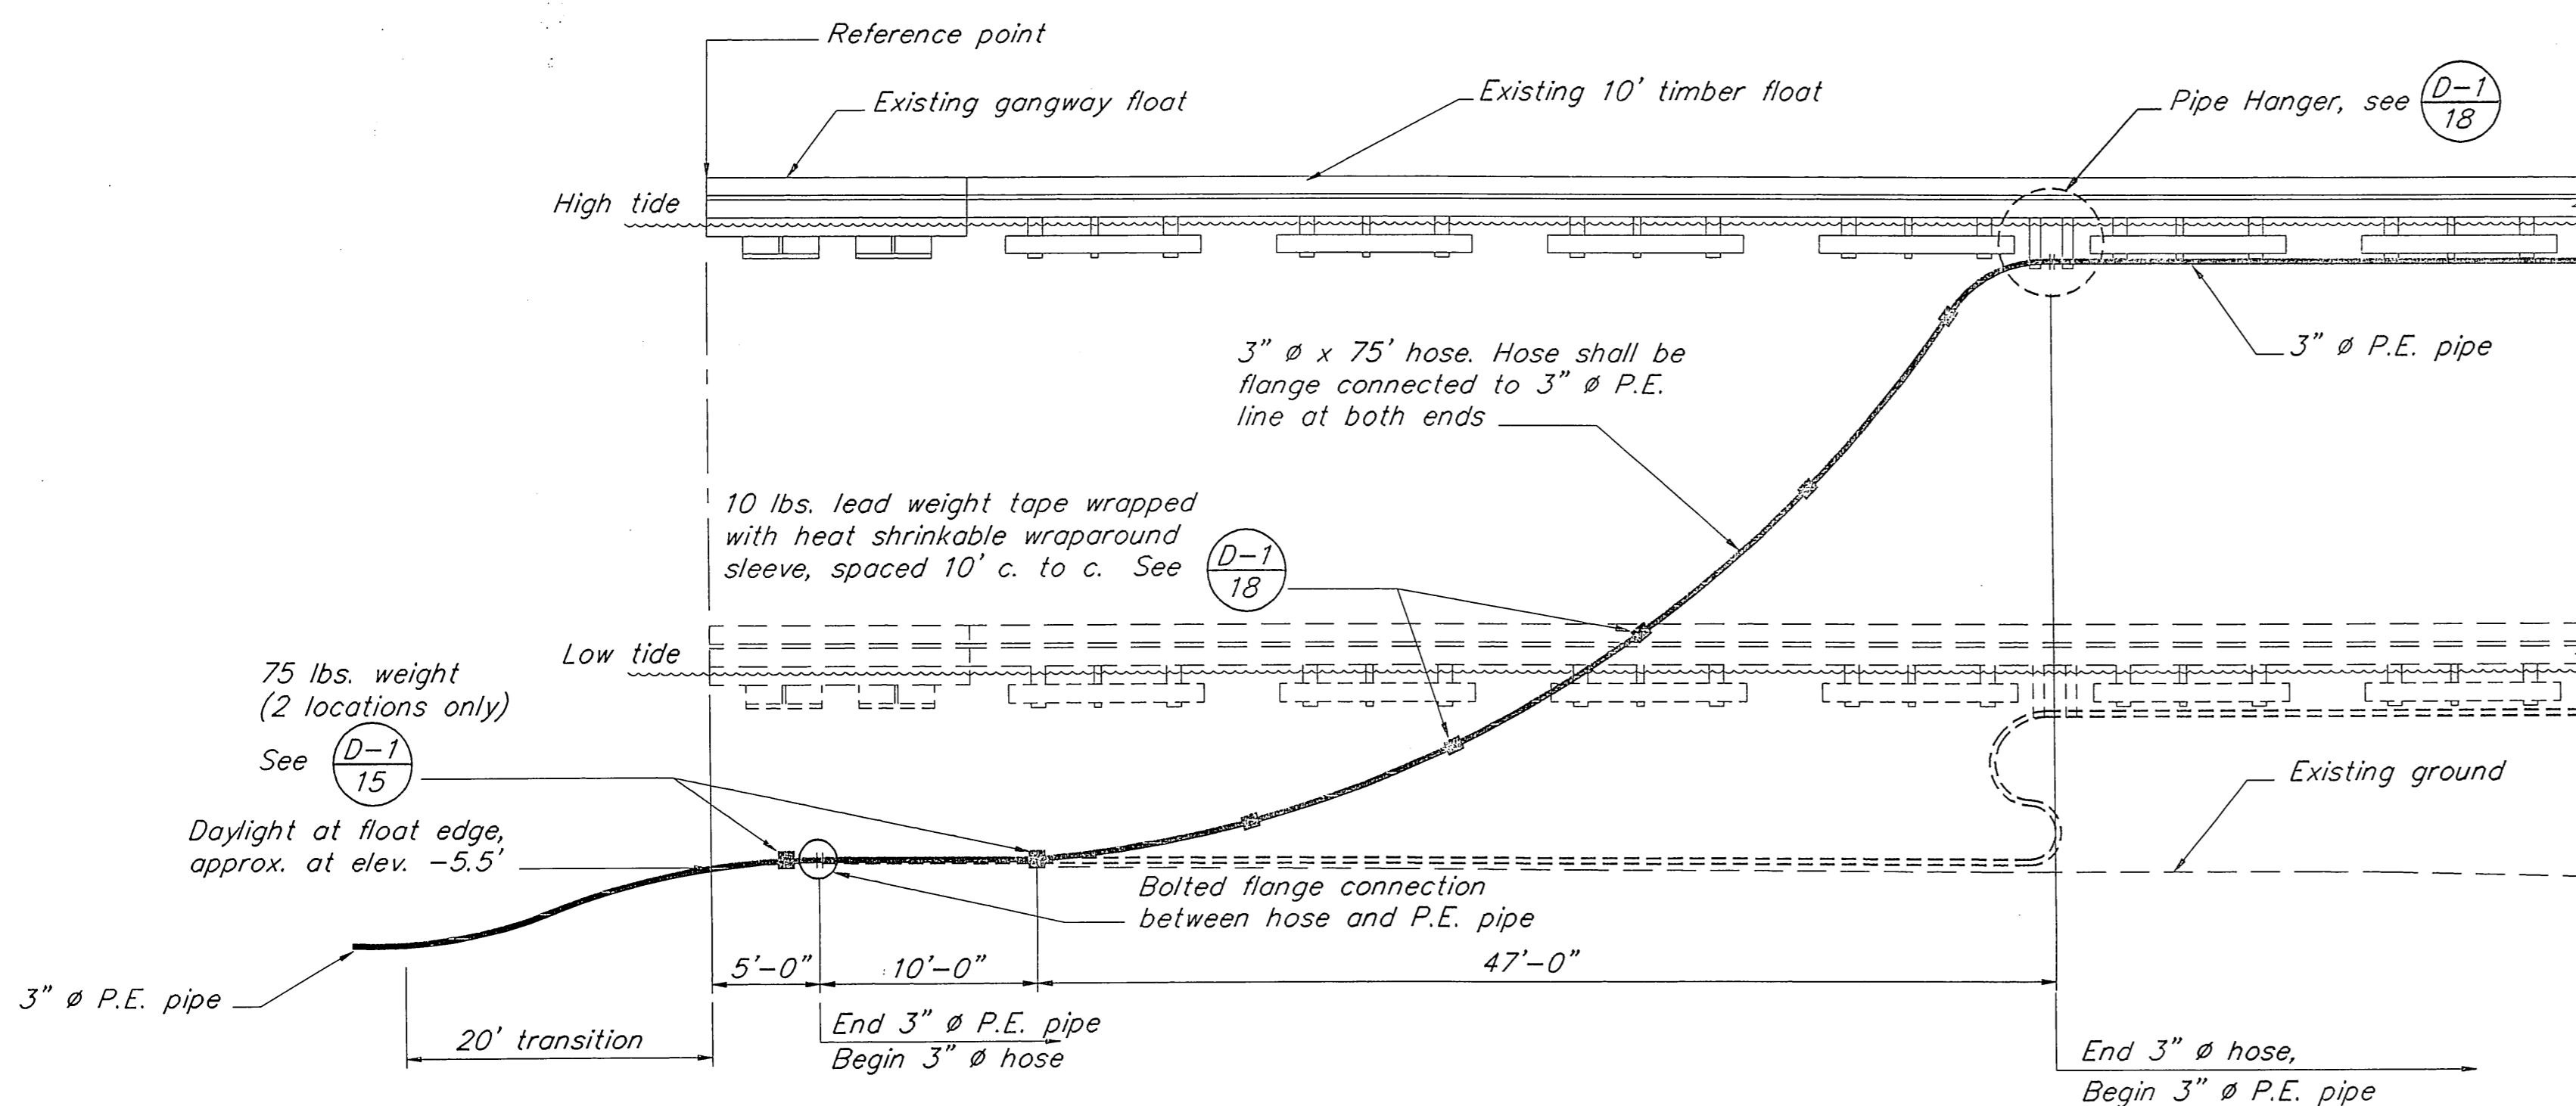 Reference point
Existing gangway float
Existing 10' timber float
Pipe Hanger, see
D-1
18
High tide
3" ø x 75' hose. Hose shall be
flange connected to 3" ø P.E.
line at both ends
3" ø P.E. pipe
10 lbs. lead weight tape wrapped
with heat shrinkable wraparound
sleeve, spaced 10' c. to c. See
D-1
18
Low tide
75 lbs. weight
(2 locations only)
See
D-1
15
Existing ground
Daylight at float edge,
approx. at elev. -5.5'
Bolted flange connection
between hose and P.E. pipe
5'-0"
10'-0"
47'-0"
3" ø P.E. pipe
20' transition
End 3" ø P.E. pipe
Begin 3" ø hose
End 3" ø hose,
Begin 3" ø P.E. pipe